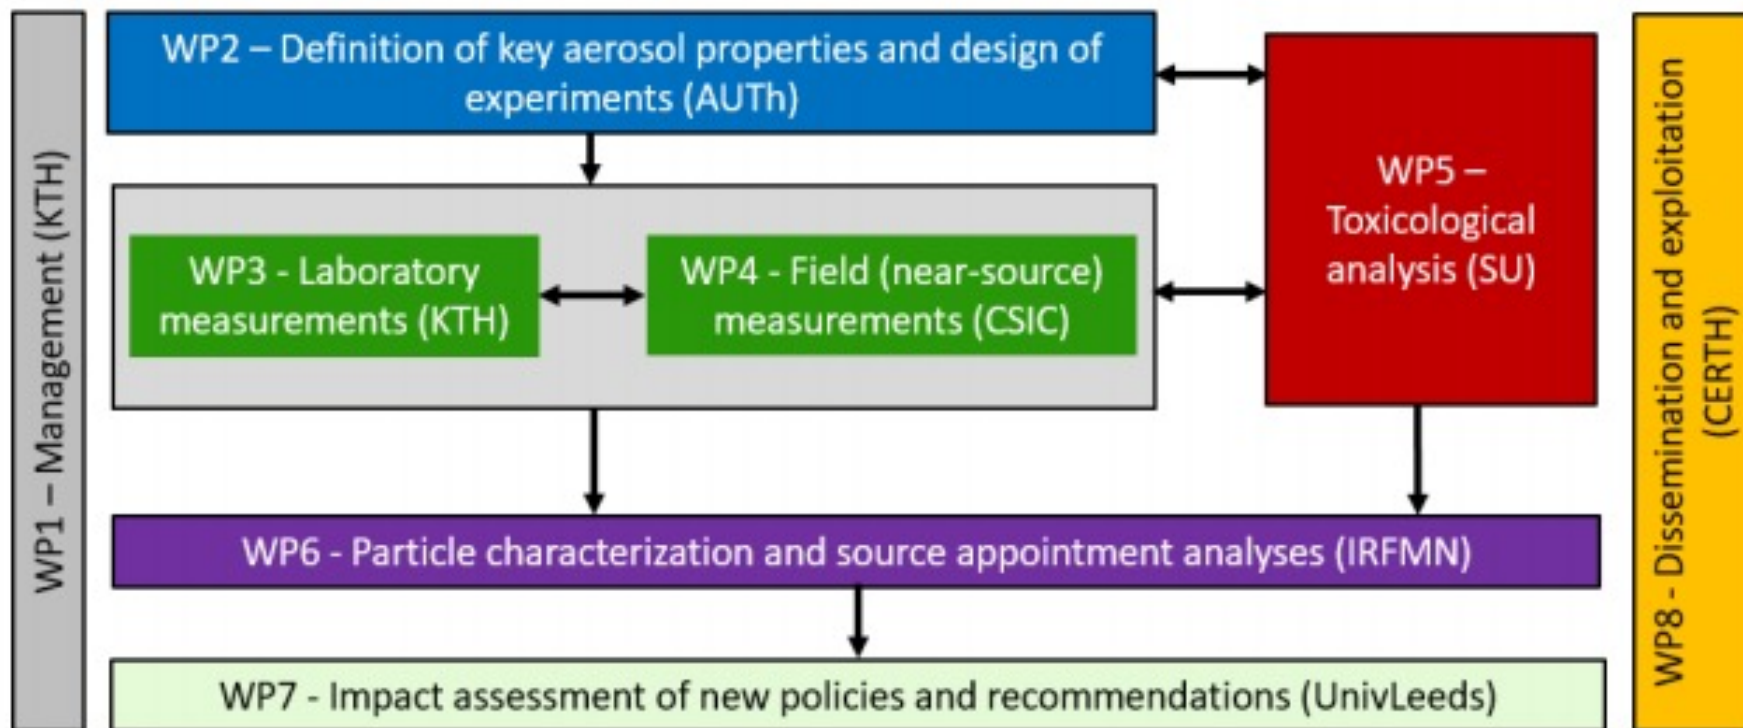 WP1 – Management (KTH)
WP2 – Definition of key aerosol properties and design of
experiments (AUTh)
WP3 - Laboratory
measurements (KTH)
WP4 - Field (near-source)
measurements (CSIC)
WP5 –
Toxicological
analysis (SU)
WP6 - Particle characterization and source appointment analyses (IRFMN)
WP7 - Impact assessment of new policies and recommendations (UnivLeeds)
WP8 - Dissemination and exploitation
(CERTH)